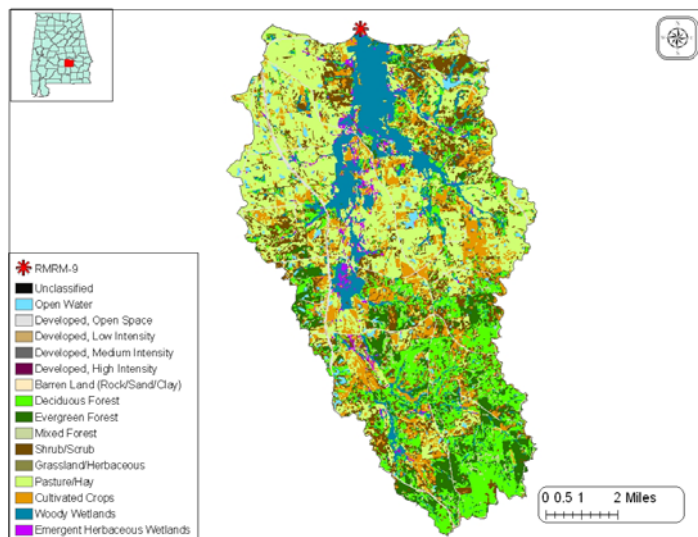 RMRM-9
Unclassified
Open Water
Developed, Open Space
Developed, Low Intensity
Developed, Medium Intensity
Developed, High Intensity
Barren Land (Rock/Sand/Clay)
Deciduous Forest
Evergreen Forest
Mixed Forest
Shrub/Scrub
Grassland/Herbaceous
Pasture/Hay
Cultivated Crops
Woody Wetlands
Emergent Herbaceous Wetlands
0 0.5 1 2 Miles